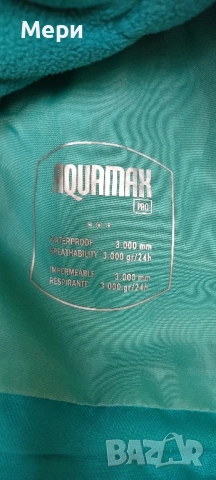 Мери
AQUAMAX
PRO
WATERPROOF 3.000 mm
BREATHABILITY 3.000 gr/24h
IMPERMEABLE 3.000 mm
RESPIRANTE 3.000 gr/24h
BAZAR